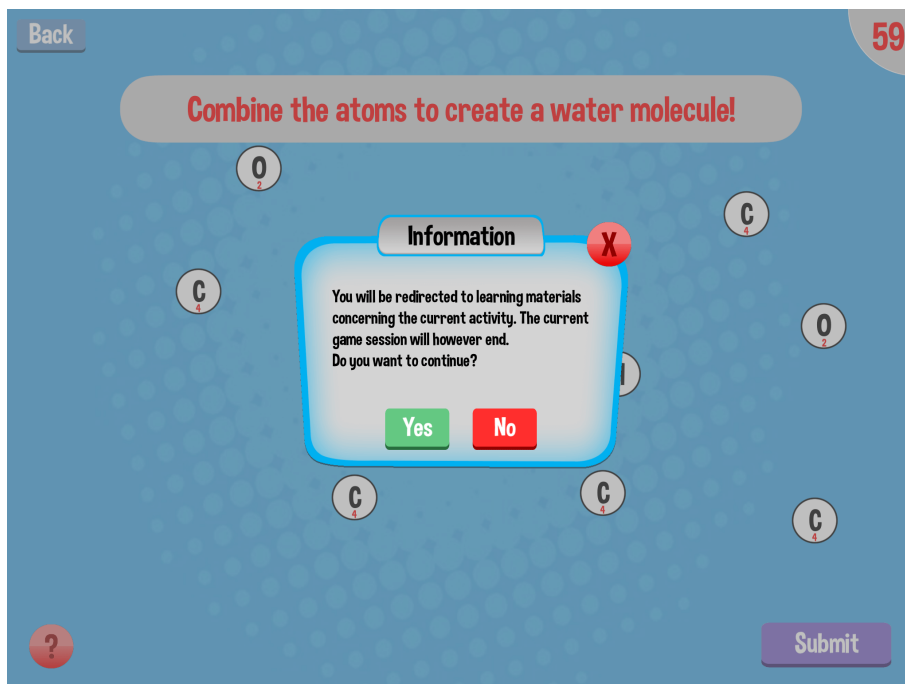 Back
59
Combine the atoms to create a water molecule!
O
2
C
4
Information
X
C
4
You will be redirected to learning materials
concerning the current activity. The current
game session will however end.
Do you want to continue?
O
2
Yes
No
C
4
C
4
C
4
?
Submit